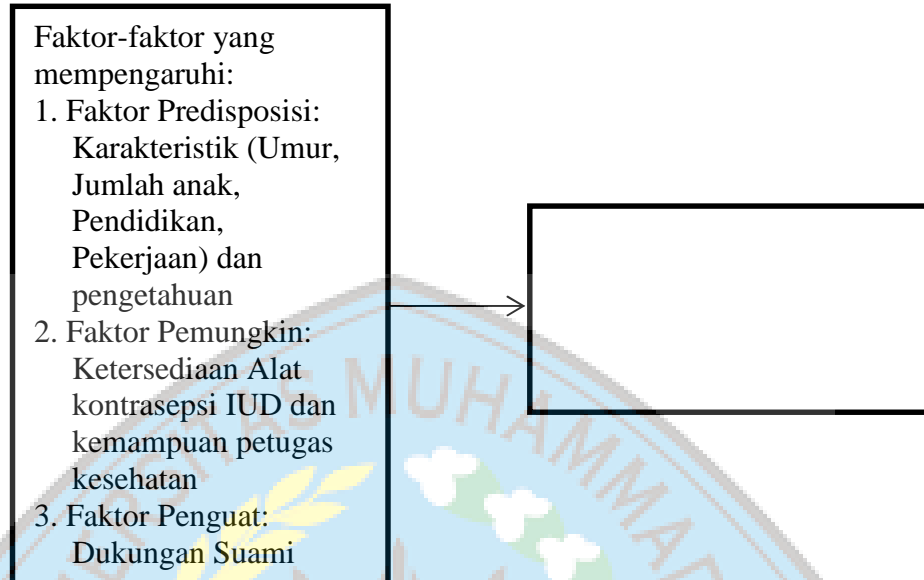 Faktor-faktor yang
mempengaruhi:
1. Faktor Predisposisi:
Karakteristik (Umur,
Jumlah anak,
Pendidikan,
Pekerjaan) dan
pengetahuan
2. Faktor Pemungkin:
Ketersediaan Alat
kontrasepsi IUD dan
kemampuan petugas
kesehatan
3. Faktor Penguat:
Dukungan Suami